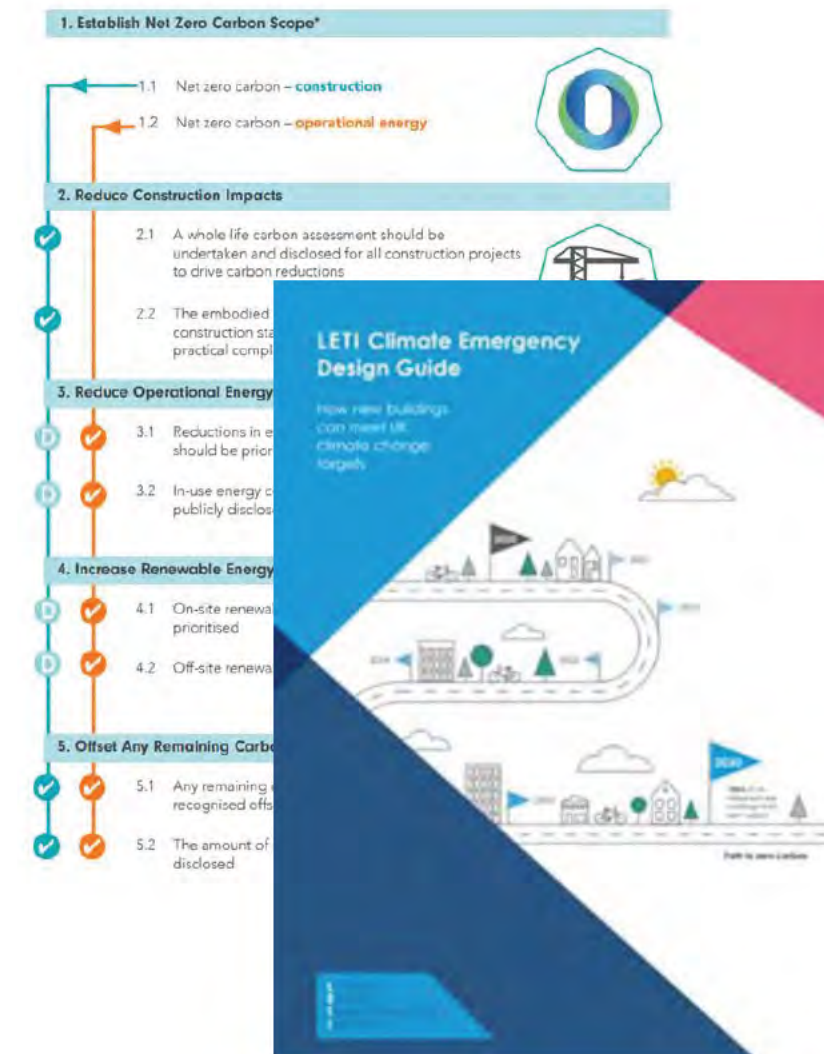 1. Establish Net Zero Carbon Scope*
1.1 Net zero carbon – construction
1.2 Net zero carbon – operational energy
2. Reduce Construction Impacts
2.1 A whole life carbon assessment should be
undertaken and disclosed for all construction projects
to drive carbon reductions
2.2 The embodied
construction sta
practical compl
3. Reduce Operational Energy
D
3.1 Reductions in e
should be prior
D
3.2 In-use energy c
publicly disclos
4. Increase Renewable Energy
D
4.1 On-site renewa
prioritised
D
4.2 Off-site renewa
5. Offset Any Remaining Carbo
5.1 Any remaining
recognised offs
5.2 The amount of
disclosed
LETI Climate Emergency
Design Guide
How new buildings
can meet UK
climate change
targets
2020
2030
Path to zero carbon
L
E
T
I